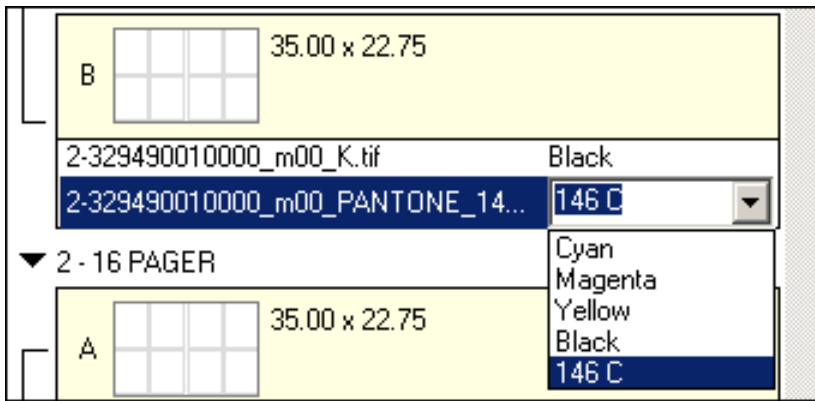 B
35.00 x 22.75
2-329490010000_m00_K.tif Black
2-329490010000_m00_PANTONE_14... 146 C
Cyan
Magenta
Yellow
Black
146 C
2 - 16 PAGER
A
35.00 x 22.75